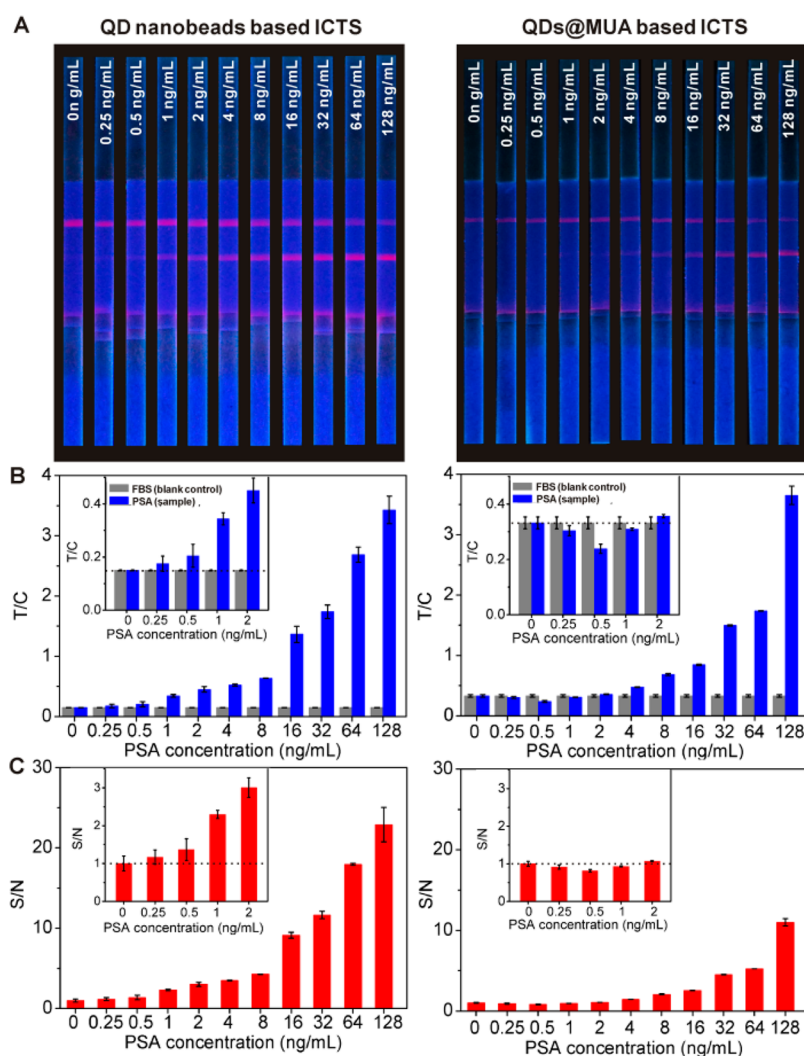 A
QD nanobeads based ICTS
QDs@MUA based ICTS
0n g/mL
0.25 ng/mL
0.5 ng/mL
1 ng/mL
2 ng/mL
4 ng/mL
8 ng/mL
16 ng/mL
32 ng/mL
64 ng/mL
128 ng/mL
0n g/mL
0.25 ng/mL
0.5 ng/mL
1 ng/mL
2 ng/mL
4 ng/mL
8 ng/mL
16 ng/mL
32 ng/mL
64 ng/mL
128 ng/mL
B
T/C
4
3
2
1
0
T/C
0.4
0.2
0.0
FBS (blank control)
PSA (sample)
0 0.25 0.5 1 2
PSA concentration (ng/mL)
0 0.25 0.5 1 2 4 8 16 32 64 128
PSA concentration (ng/mL)
T/C
4
3
2
1
0
T/C
0.4
0.2
0.0
FBS (blank control)
PSA (sample)
0 0.25 0.5 1 2
PSA concentration (ng/mL)
0 0.25 0.5 1 2 4 8 16 32 64 128
PSA concentration (ng/mL)
C
S/N
30
20
10
0
S/N
3
2
1
0
0 0.25 0.5 1 2
PSA concentration (ng/mL)
0 0.25 0.5 1 2 4 8 16 32 64 128
PSA concentration (ng/mL)
S/N
30
20
10
0
S/N
3
2
1
0
0 0.25 0.5 1 2
PSA concentration (ng/mL)
0 0.25 0.5 1 2 4 8 16 32 64 128
PSA concentration (ng/mL)